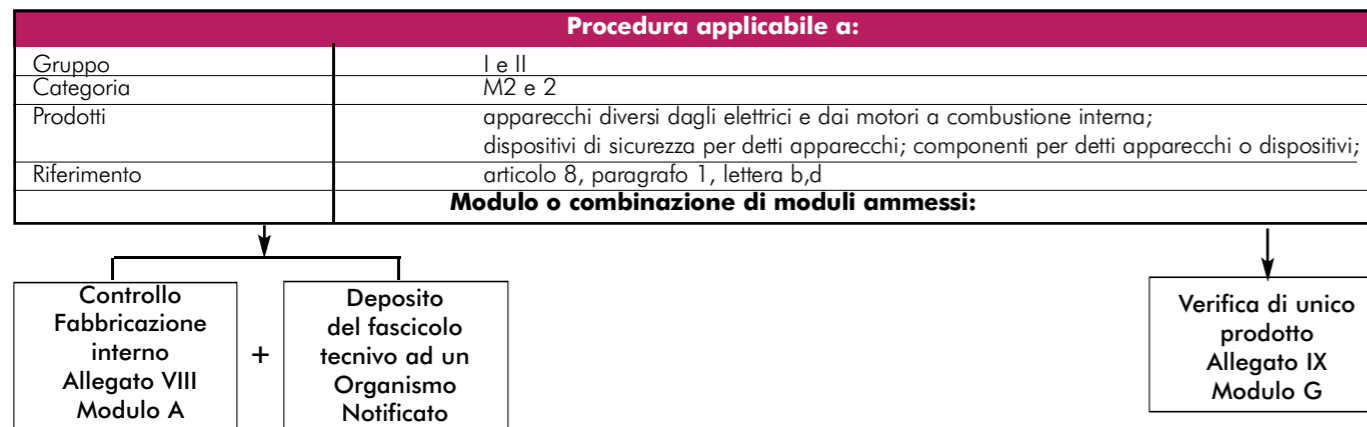 Procedura applicabile a:
Gruppo I e II
Categoria M2 e 2
Prodotti apparecchi diversi dagli elettrici e dai motori a combustione interna;
dispositivi di sicurezza per detti apparecchi; componenti per detti apparecchi o dispositivi;
Riferimento articolo 8, paragrafo 1, lettera b,d
Modulo o combinazione di moduli ammessi:
Controllo
Fabbricazione
interno
Allegato VIII
Modulo A
+
Deposito
del fascicolo
tecnivo ad un
Organismo
Notificato
Verifica di unico
prodotto
Allegato IX
Modulo G